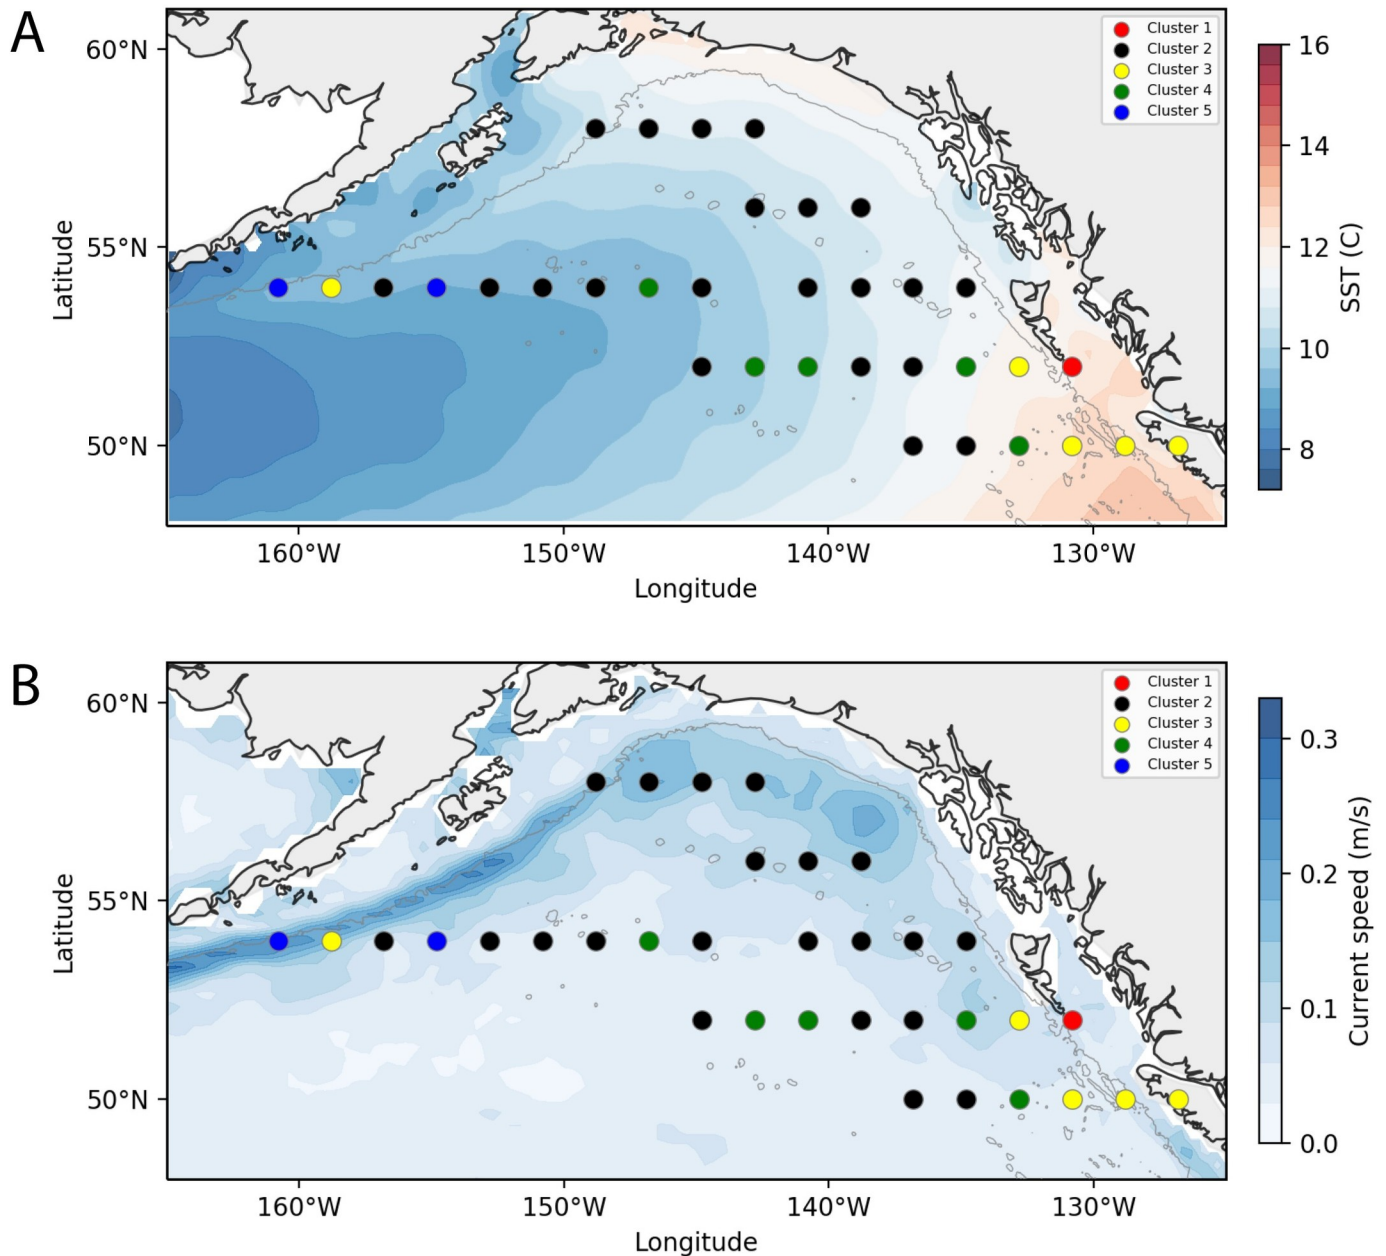 A
60°N
55°N
50°N
Latitude
160°W 150°W 140°W 130°W
Longitude
Cluster 1
Cluster 2
Cluster 3
Cluster 4
Cluster 5
16
14
12
10
8
SST (C)
B
60°N
55°N
50°N
Latitude
160°W 150°W 140°W 130°W
Longitude
Cluster 1
Cluster 2
Cluster 3
Cluster 4
Cluster 5
0.3
0.2
0.1
0.0
Current speed (m/s)